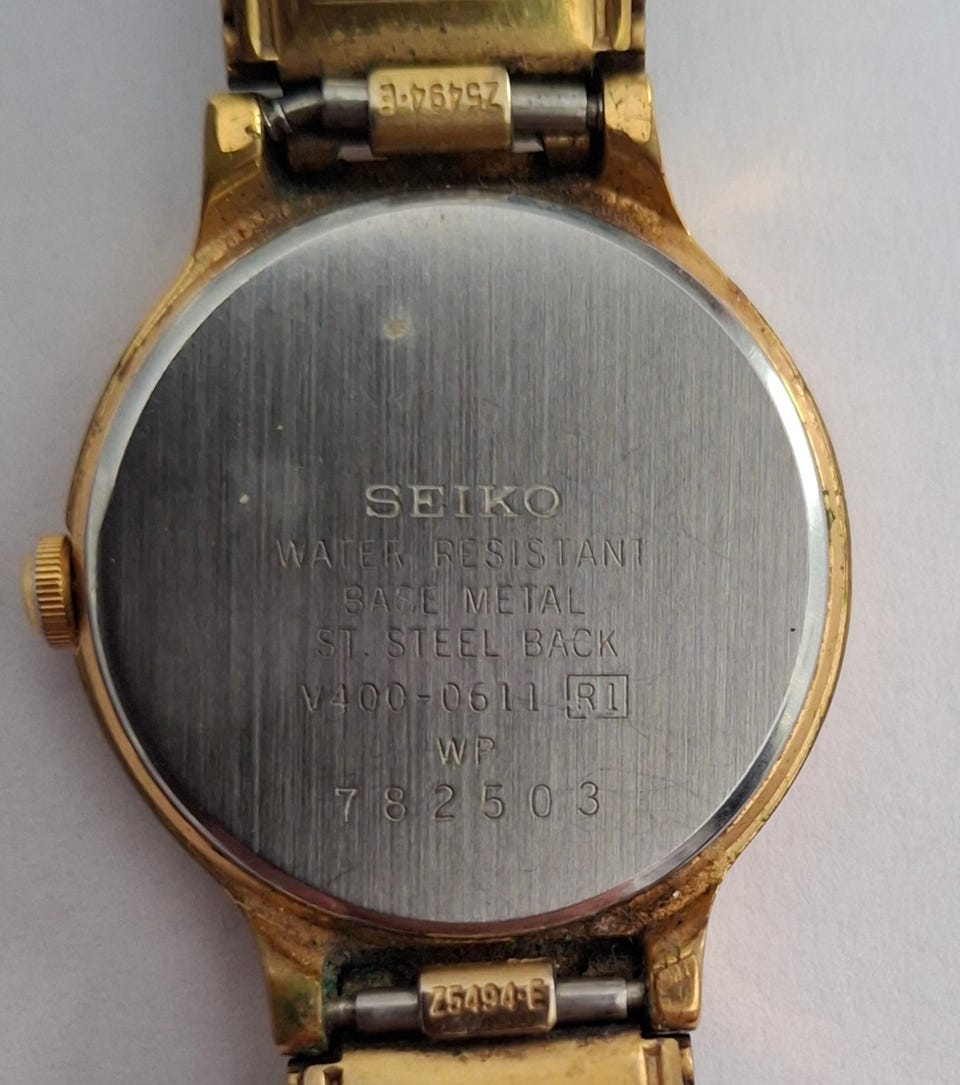 Z5494-E
SEIKO
WATER RESISTANT
BASE METAL
ST. STEEL BACK
V400-0611 R1
WP
782503
Z5494-E